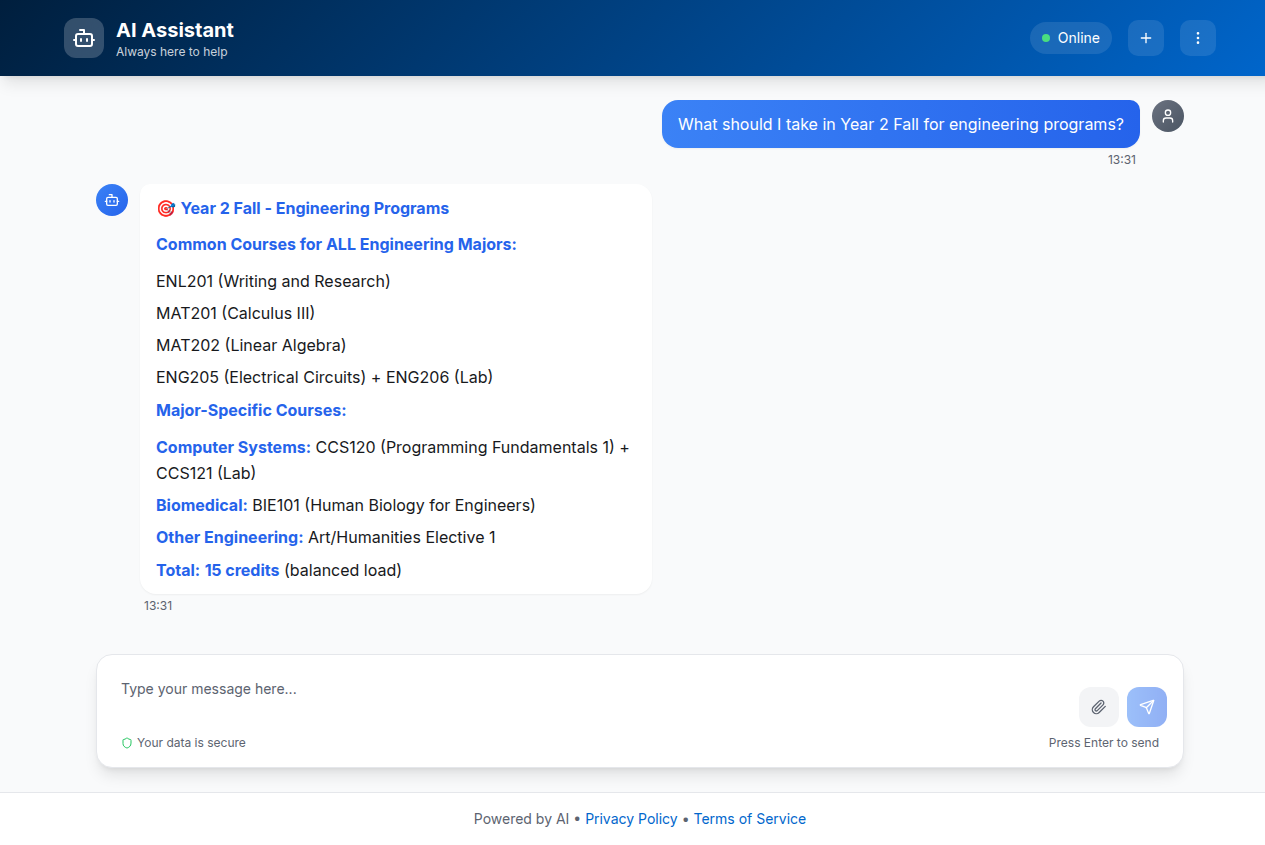 AI Assistant
Always here to help
Online
What should I take in Year 2 Fall for engineering programs?
13:31
🎯 Year 2 Fall - Engineering Programs
Common Courses for ALL Engineering Majors:
ENL201 (Writing and Research)
MAT201 (Calculus III)
MAT202 (Linear Algebra)
ENG205 (Electrical Circuits) + ENG206 (Lab)
Major-Specific Courses:
Computer Systems: CCS120 (Programming Fundamentals 1) +
CCS121 (Lab)
Biomedical: BIE101 (Human Biology for Engineers)
Other Engineering: Art/Humanities Elective 1
Total: 15 credits (balanced load)
13:31
Type your message here...
Your data is secure
Press Enter to send
Powered by AI • Privacy Policy • Terms of Service